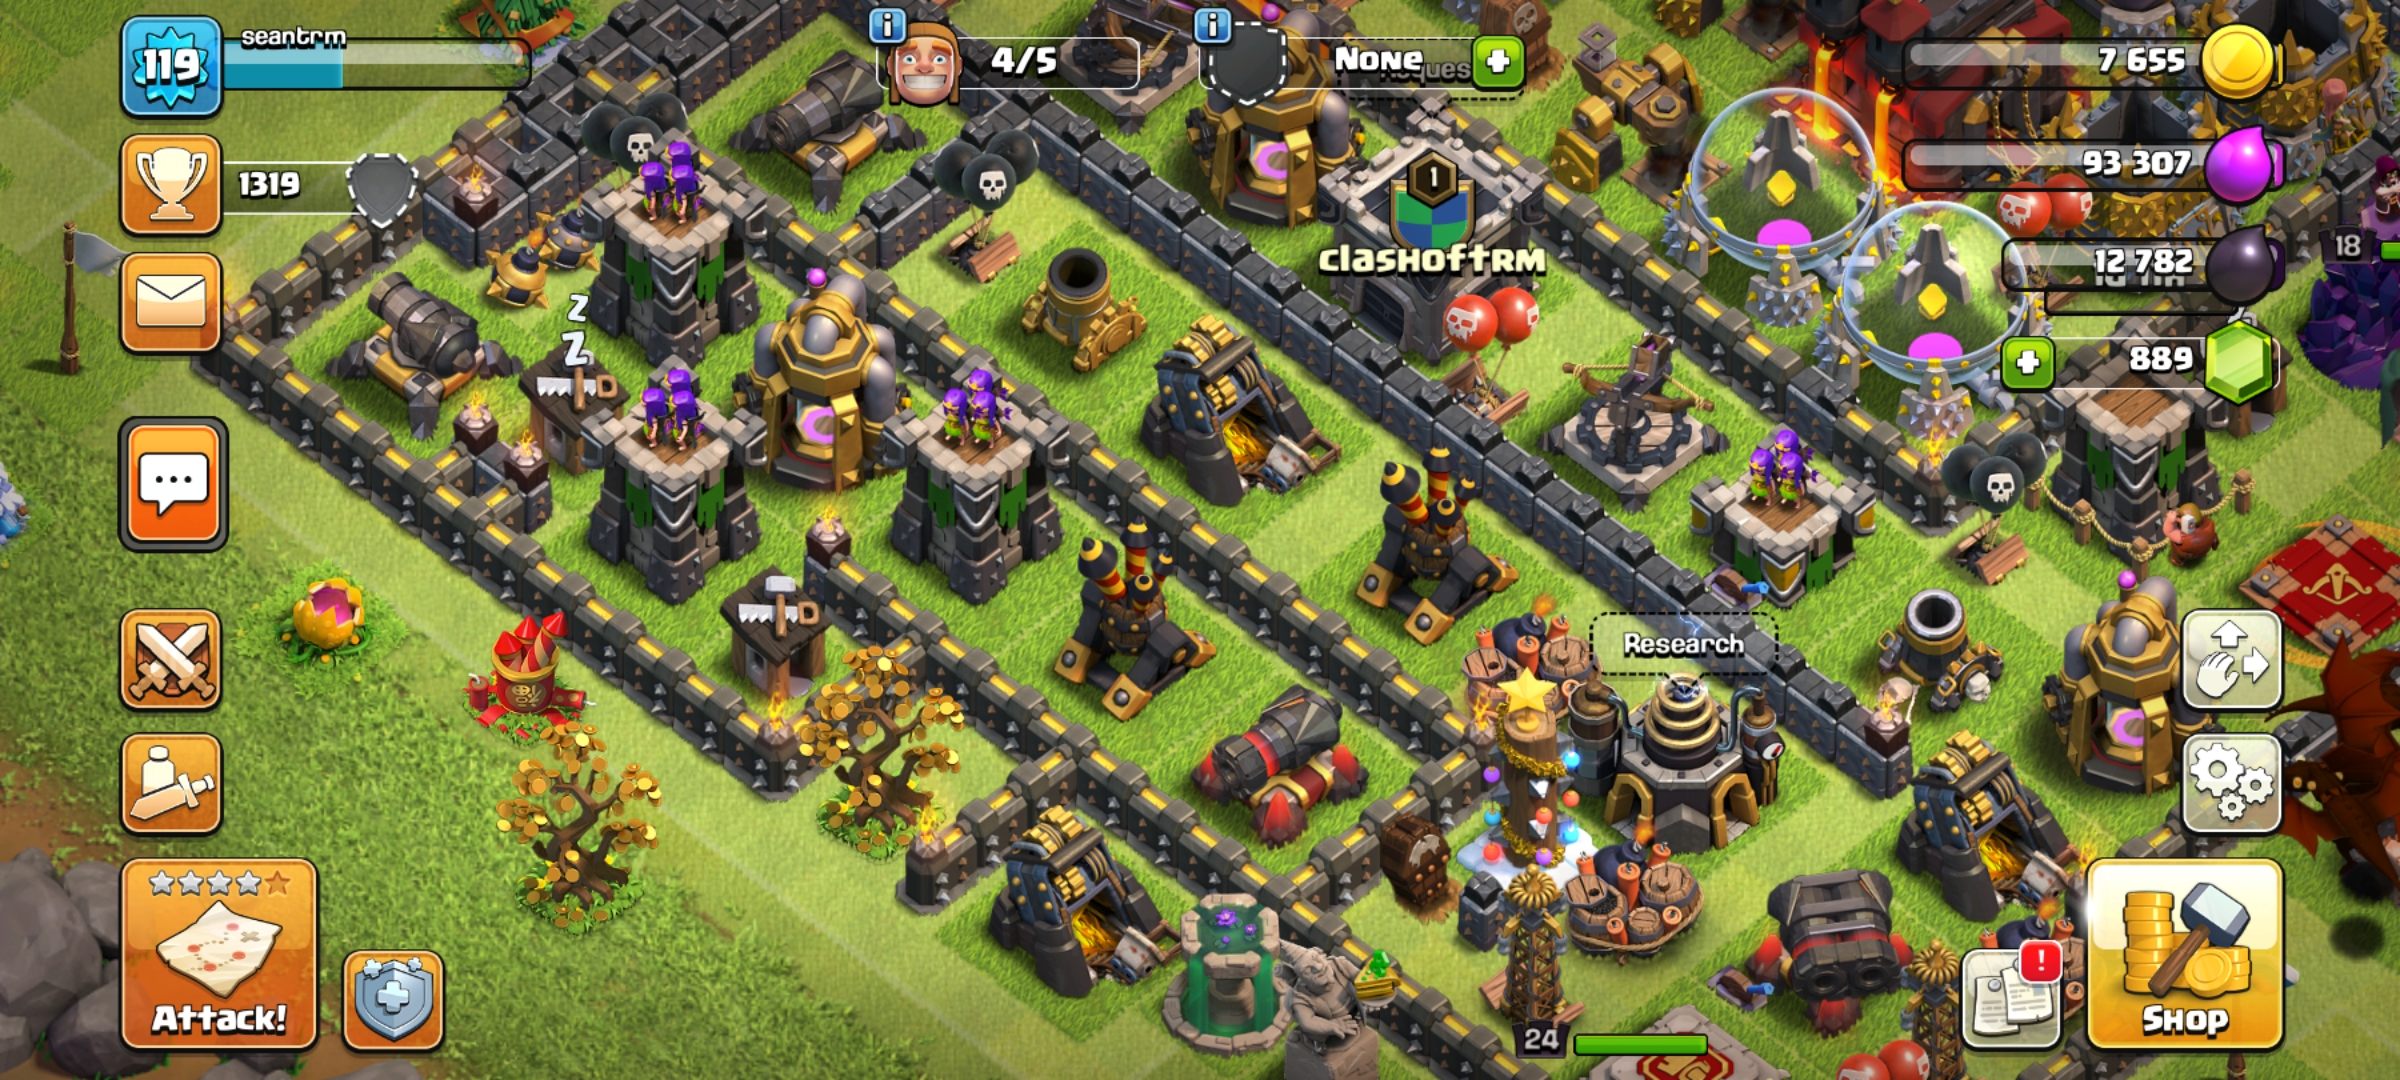 119
seantrm
4/5
None
7 655
1319
93 307
1
clashoftRM
12 782
18
889
z
Z
Research
24
!
Attack!
Shop